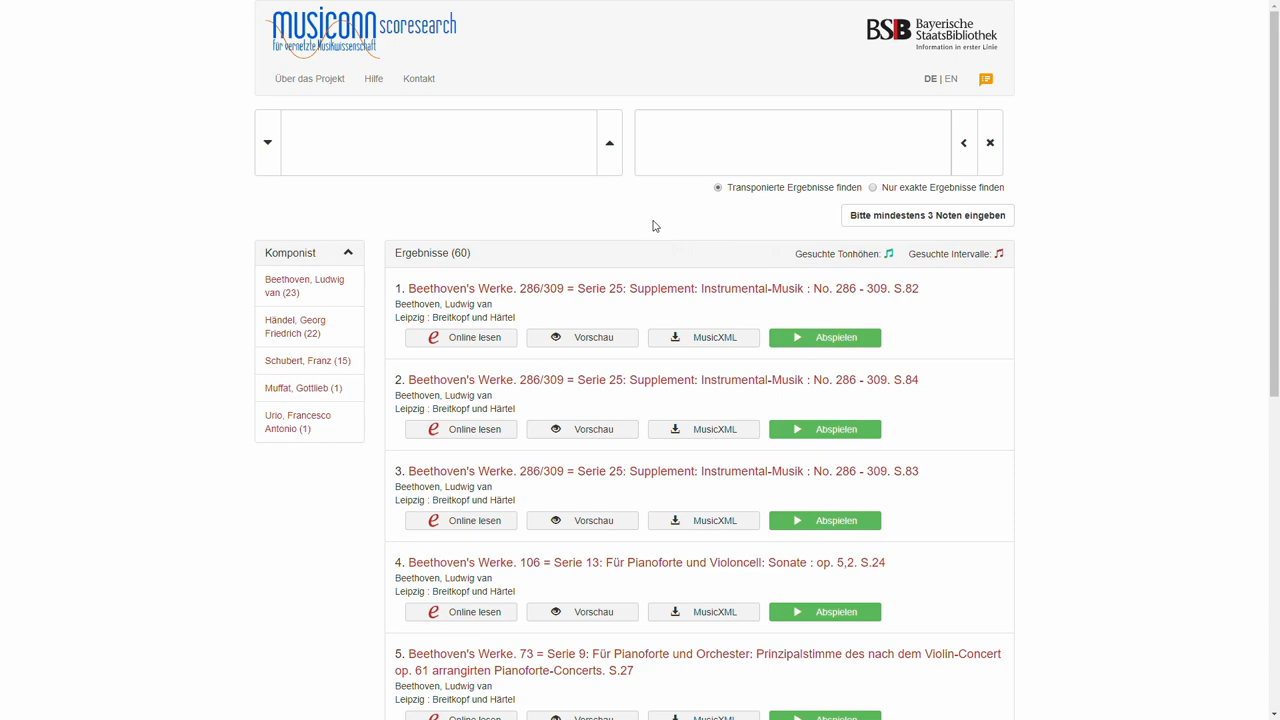 musiconn scoresearch
für vernetzte Musikwissenschaft
BSB Bayerische StaatsBibliothek
Information in erster Linie
Über das Projekt Hilfe Kontakt
DE | EN
Transponierte Ergebnisse finden Nur exakte Ergebnisse finden
Bitte mindestens 3 Noten eingeben
Komponist
Beethoven, Ludwig
van (23)
Händel, Georg
Friedrich (22)
Schubert, Franz (15)
Muffat, Gottlieb (1)
Urio, Francesco
Antonio (1)
Ergebnisse (60) Gesuchte Tonhöhen: Gesuchte Intervalle:
1. Beethoven's Werke. 286/309 = Serie 25: Supplement: Instrumental-Musik : No. 286 - 309. S.82
Beethoven, Ludwig van
Leipzig : Breitkopf und Härtel
Online lesen Vorschau MusicXML Abspielen
2. Beethoven's Werke. 286/309 = Serie 25: Supplement: Instrumental-Musik : No. 286 - 309. S.84
Beethoven, Ludwig van
Leipzig : Breitkopf und Härtel
Online lesen Vorschau MusicXML Abspielen
3. Beethoven's Werke. 286/309 = Serie 25: Supplement: Instrumental-Musik : No. 286 - 309. S.83
Beethoven, Ludwig van
Leipzig : Breitkopf und Härtel
Online lesen Vorschau MusicXML Abspielen
4. Beethoven's Werke. 106 = Serie 13: Für Pianoforte und Violoncell: Sonate : op. 5,2. S.24
Beethoven, Ludwig van
Leipzig : Breitkopf und Härtel
Online lesen Vorschau MusicXML Abspielen
5. Beethoven's Werke. 73 = Serie 9: Für Pianoforte und Orchester: Prinzipalstimme des nach dem Violin-Concert
op. 61 arrangirten Pianoforte-Concerts. S.27
Beethoven, Ludwig van
Leipzig : Breitkopf und Härtel
Online lesen Vorschau MusicXML Abspielen